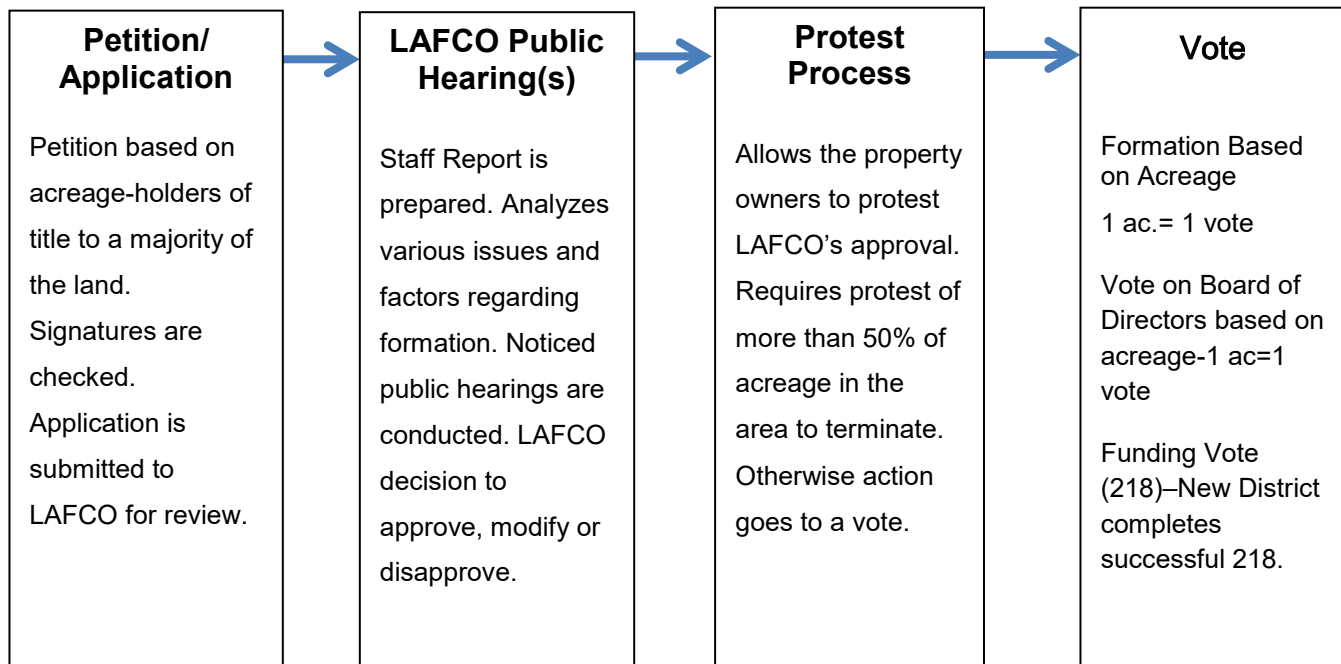 Petition/
Application
Petition based on
acreage-holders of
title to a majority of
the land.
Signatures are
checked.
Application is
submitted to
LAFCO for review.
LAFCO Public
Hearing(s)
Staff Report is
prepared. Analyzes
various issues and
factors regarding
formation. Noticed
public hearings are
conducted. LAFCO
decision to
approve, modify or
disapprove.
Protest
Process
Allows the property
owners to protest
LAFCO’s approval.
Requires protest of
more than 50% of
acreage in the
area to terminate.
Otherwise action
goes to a vote.
Vote
Formation Based
on Acreage
1 ac.= 1 vote
Vote on Board of
Directors based on
acreage-1 ac=1
vote
Funding Vote
(218)–New District
completes
successful 218.